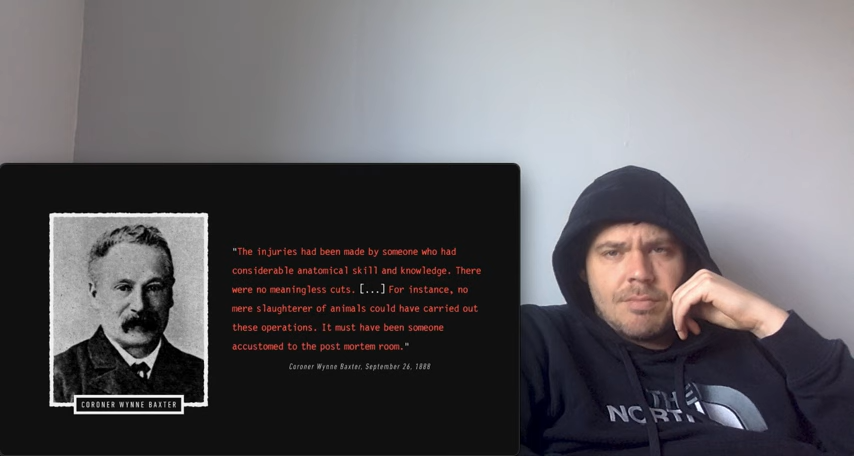 "The injuries had been made by someone who had
considerable anatomical skill and knowledge. There
were no meaningless cuts. [...] For instance, no
mere slaughterer of animals could have carried out
these operations. It must have been someone
accustomed to the post mortem room."
Coroner Wynne Baxter, September 26, 1888
CORONER WYNNE BAXTER
THE
NORTH